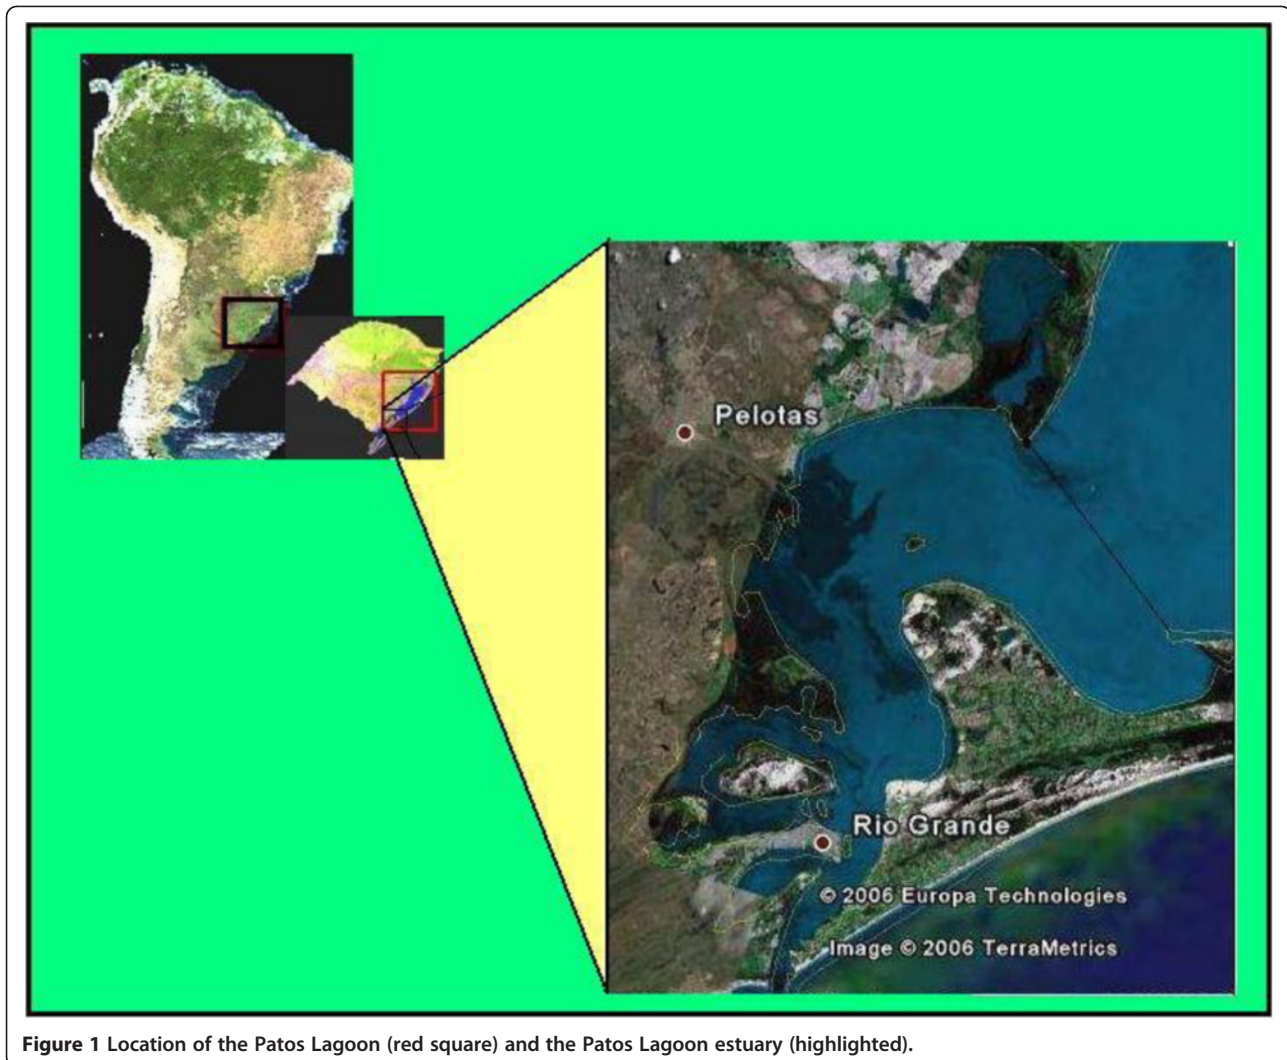 Pelotas
Rio Grande
© 2006 Europa Technologies
Image © 2006 TerraMetrics
Figure 1 Location of the Patos Lagoon (red square) and the Patos Lagoon estuary (highlighted).